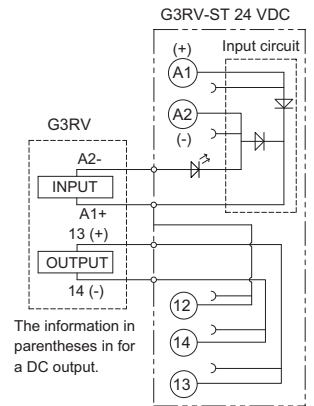 G3RV-ST 24 VDC
(+)
Input circuit
A1
A2
(-)
G3RV
A2-
INPUT
A1+
13 (+)
OUTPUT
14 (-)
12
14
13
The information in
parentheses in for
a DC output.